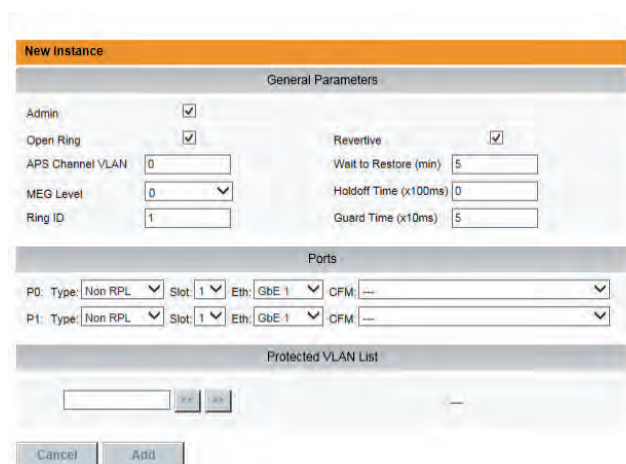 New Instance
General Parameters
Admin
Open Ring Revertive
APS Channel VLAN 0 Wait to Restore (min) 5
MEG Level 0 Holdoff Time (x100ms) 0
Ring ID 1 Guard Time (x10ms) 5
Ports
P0: Type: Non RPL Slot: 1 Eth: GbE 1 CFM: ---
P1: Type: Non RPL Slot: 1 Eth: GbE 1 CFM: ---
Protected VLAN List
<< >> ---
Cancel Add